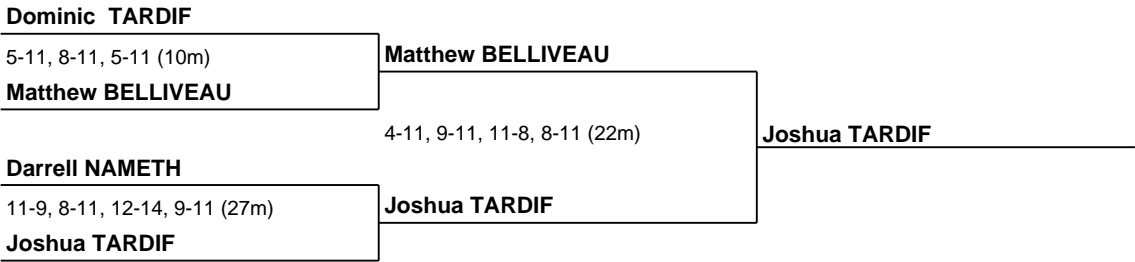 Dominic  TARDIF
5-11, 8-11, 5-11 (10m)
Matthew BELLIVEAU
Matthew BELLIVEAU
4-11, 9-11, 11-8, 8-11 (22m)
Joshua TARDIF
Darrell NAMETH
11-9, 8-11, 12-14, 9-11 (27m)
Joshua TARDIF
Joshua TARDIF